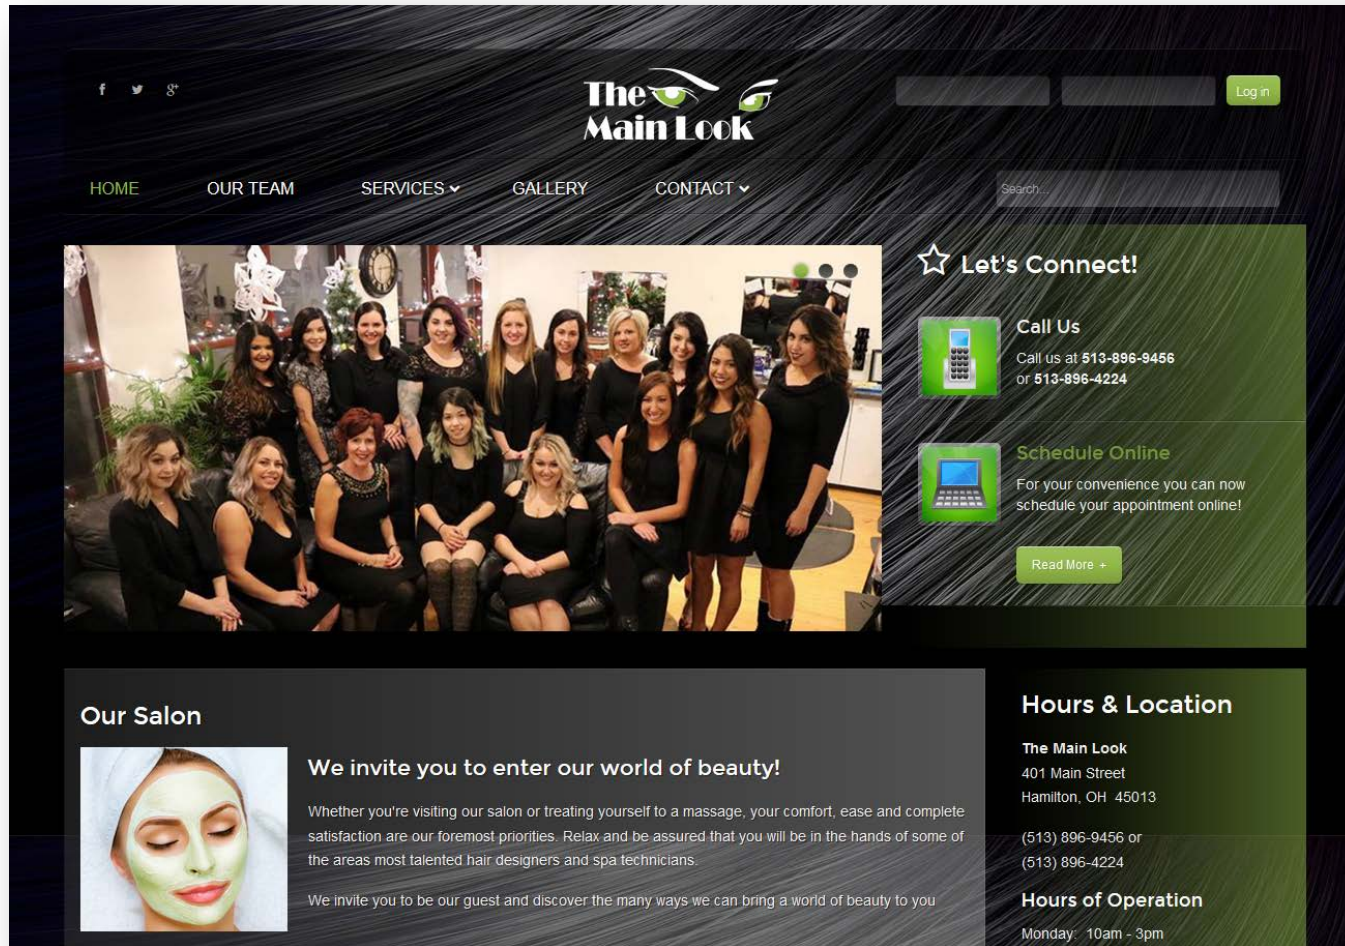 f
g+
The
Main Look
Log in
HOME
OUR TEAM
SERVICES
GALLERY
CONTACT
Search...
Let's Connect!
Call Us
Call us at 513-896-9456
or 513-896-4224
Schedule Online
For your convenience you can now
schedule your appointment online!
Read More +
Our Salon
We invite you to enter our world of beauty!
Whether you're visiting our salon or treating yourself to a massage, your comfort, ease and complete
satisfaction are our foremost priorities. Relax and be assured that you will be in the hands of some of
the areas most talented hair designers and spa technicians.
We invite you to be our guest and discover the many ways we can bring a world of beauty to you
Hours & Location
The Main Look
401 Main Street
Hamilton, OH 45013
(513) 896-9456 or
(513) 896-4224
Hours of Operation
Monday: 10am - 3pm